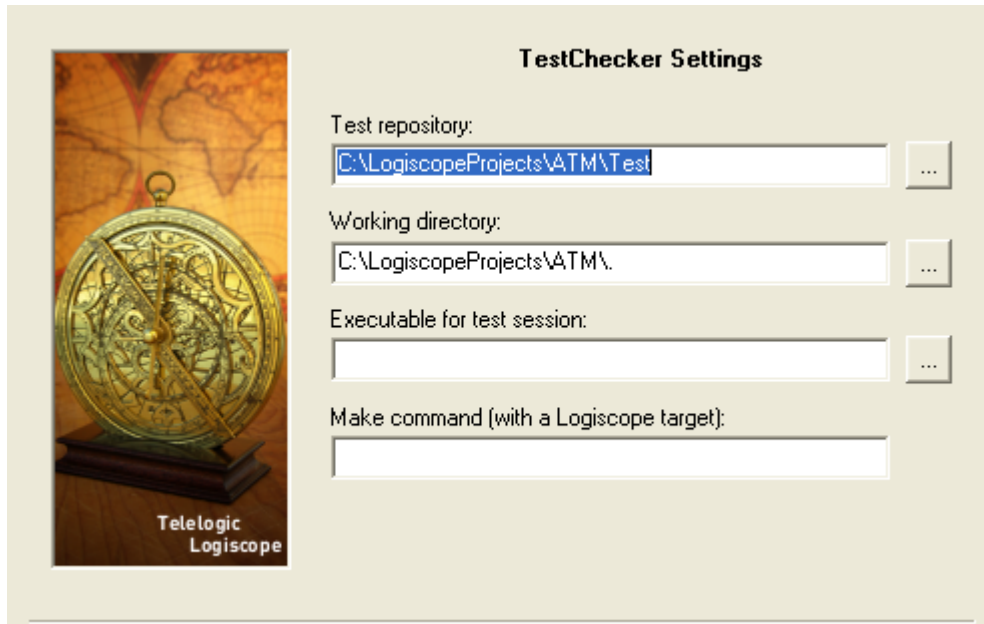 TestChecker Settings
Test repository:
C:\LogiscopeProjects\ATM\Test
...
Working directory:
C:\LogiscopeProjects\ATM\.
...
Executable for test session:
...
Make command (with a Logiscope target):
Telelogic
Logiscope